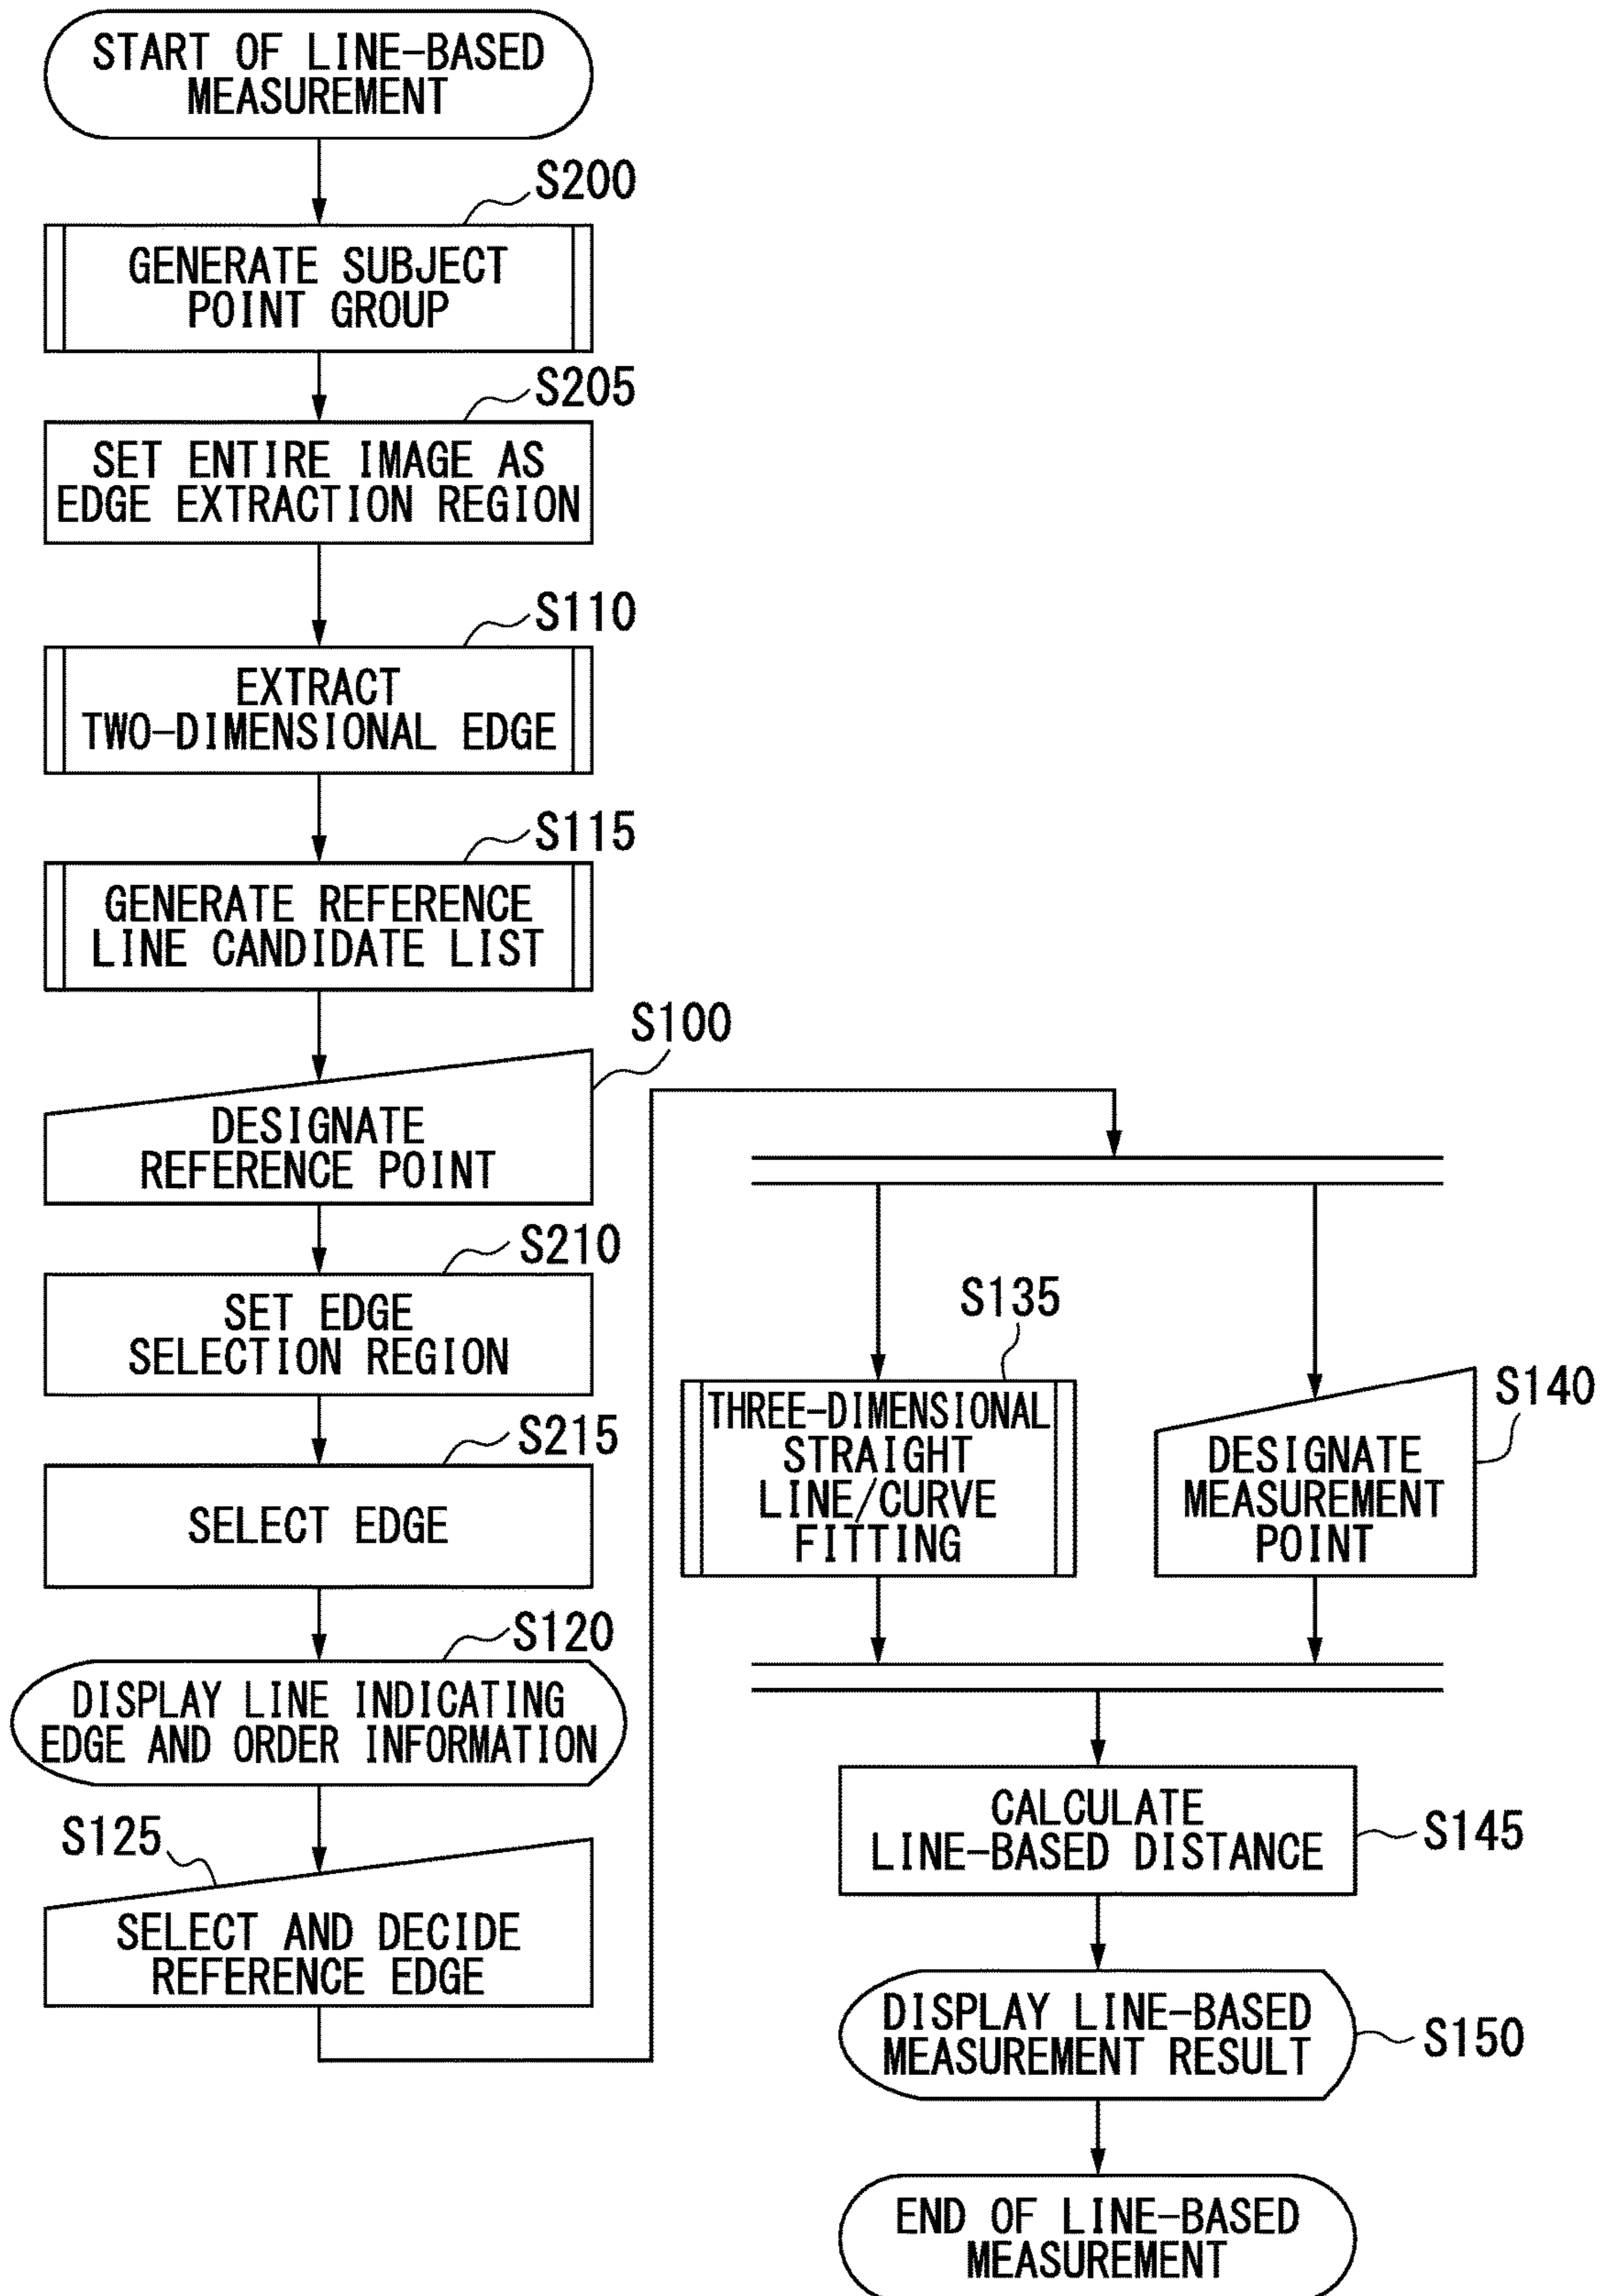 START OF LINE-BASED
MEASUREMENT
S200
GENERATE SUBJECT
POINT GROUP
S205
SET ENTIRE IMAGE AS
EDGE EXTRACTION REGION
S110
EXTRACT
TWO-DIMENSIONAL EDGE
S115
GENERATE REFERENCE
LINE CANDIDATE LIST
S100
DESIGNATE
REFERENCE POINT
S210
SET EDGE
SELECTION REGION
S215
SELECT EDGE
S120
DISPLAY LINE INDICATING
EDGE AND ORDER INFORMATION
S125
SELECT AND DECIDE
REFERENCE EDGE
S135
THREE-DIMENSIONAL
STRAIGHT
LINE/CURVE
FITTING
S140
DESIGNATE
MEASUREMENT
POINT
CALCULATE
LINE-BASED DISTANCE
S145
DISPLAY LINE-BASED
MEASUREMENT RESULT
S150
END OF LINE-BASED
MEASUREMENT